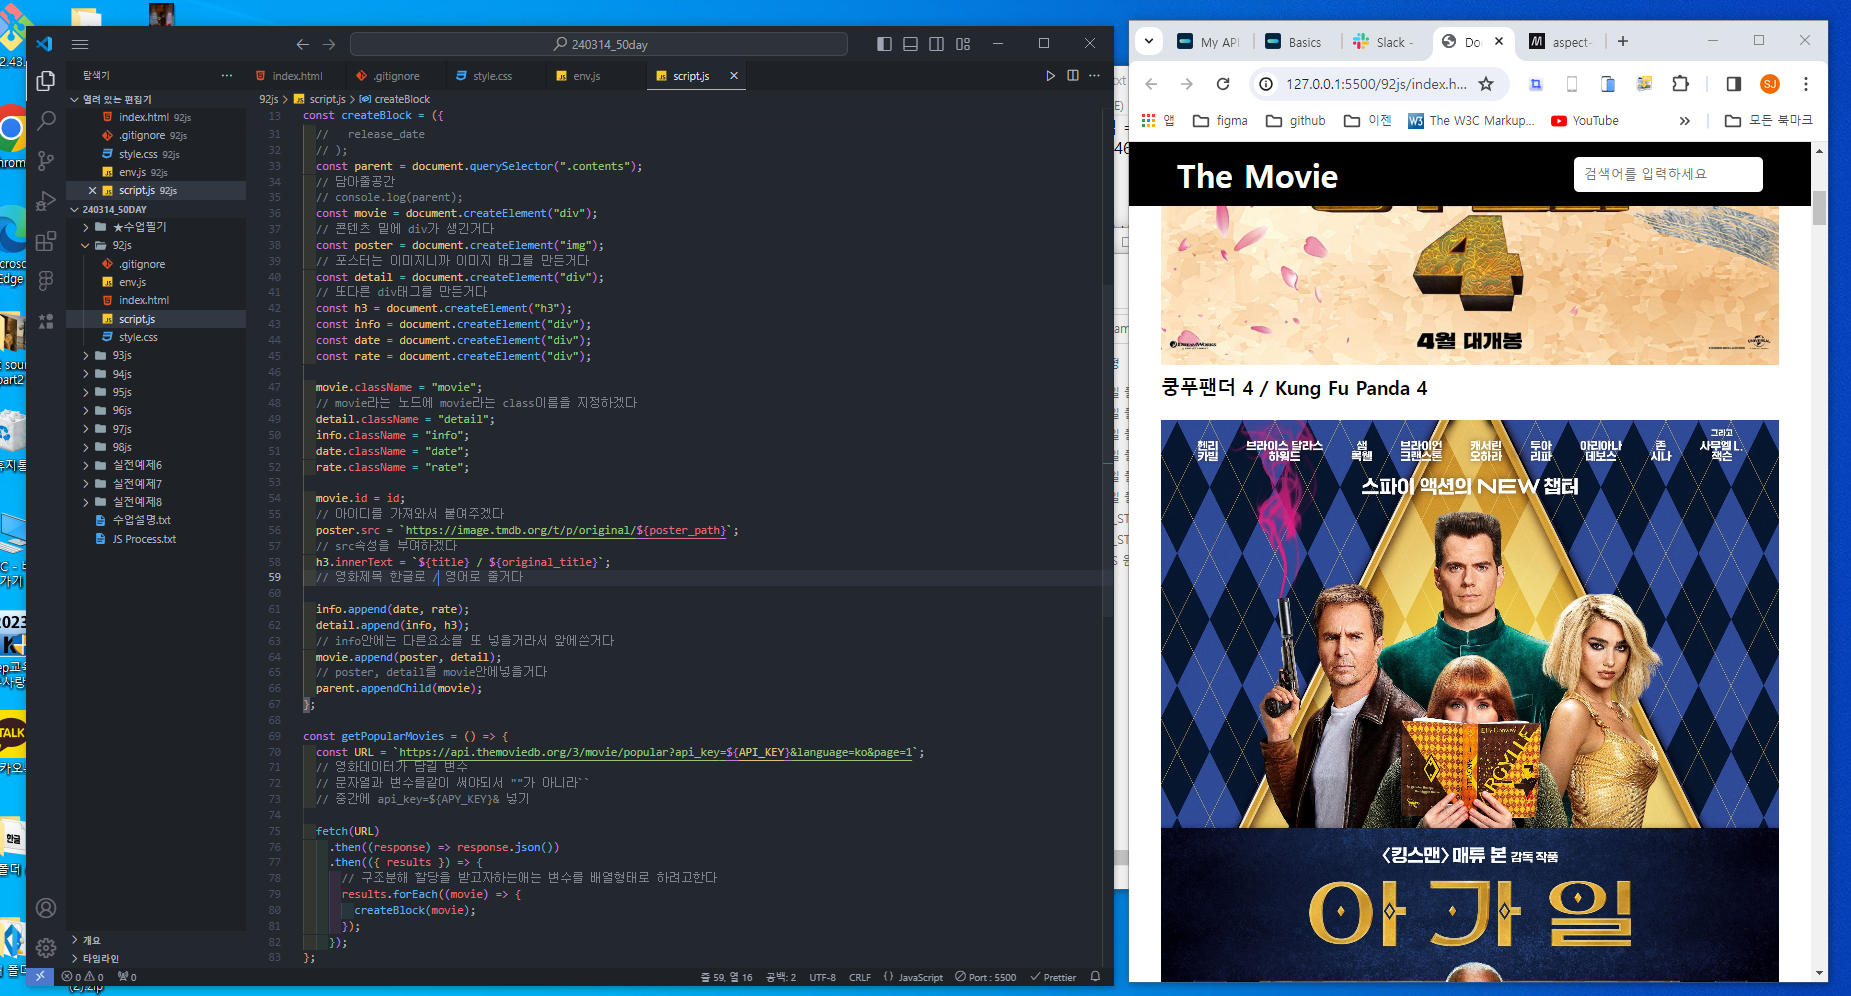 240314_50day
탐색기
index.html
.gitignore
style.css
env.js
script.js
열려 있는 편집기
index.html 92js
.gitignore 92js
style.css 92js
env.js 92js
script.js 92js
240314_50DAY
★수업필기
92js
.gitignore
env.js
index.html
script.js
style.css
93js
94js
95js
96js
97js
98js
실전예제6
실전예제7
실전예제8
수업설명.txt
JS Process.txt
개요
타임라인
92js > script.js > createBlock
13 const createBlock = ({
31 //   release_date
32 // );
33 const parent = document.querySelector(".contents");
34 // 담아줄공간
35 // console.log(parent);
36 const movie = document.createElement("div");
37 // 콘텐츠 밑에 div가 생긴거다
38 const poster = document.createElement("img");
39 // 포스터는 이미지니까 이미지 태그를 만든거다
40 const detail = document.createElement("div");
41 // 또다른 div태그를 만든거다
42 const h3 = document.createElement("h3");
43 const info = document.createElement("div");
44 const date = document.createElement("div");
45 const rate = document.createElement("div");
46
47 movie.className = "movie";
48 // movie라는 노드에 movie라는 class이름을 지정하겠다
49 detail.className = "detail";
50 info.className = "info";
51 date.className = "date";
52 rate.className = "rate";
53
54 movie.id = id;
55 // 아이디를 가져와서 붙여주겠다
56 poster.src = `https://image.tmdb.org/t/p/original/${poster_path}`;
57 // src속성을 부여하겠다
58 h3.innerText = `${title} / ${original_title}`;
59 // 영화제목 한글로 / 영어로 줄거다
60
61 info.append(date, rate);
62 detail.append(info, h3);
63 // info안에는 다른요소를 또 넣을거라서 앞에쓴거다
64 movie.append(poster, detail);
65 // poster, detail를 movie안에넣을거다
66 parent.appendChild(movie);
67 };
68
69 const getPopularMovies = () => {
70 const URL = `https://api.themoviedb.org/3/movie/popular?api_key=${API_KEY}&language=ko&page=1`;
71 // 영화데이터가 담길 변수
72 // 문자열과 변수를같이 써야되서 ""가 아니라``
73 // 중간에 api_key=${APY_KEY}& 넣기
74
75 fetch(URL)
76 .then((response) => response.json())
77 .then(({ results }) => {
78 // 구조분해 할당을 받고자하는애는 변수를 배열형태로 하려고한다
79 results.forEach((movie) => {
80 createBlock(movie);
81 });
82 });
83 };
0 0 0
줄 59, 열 16 공백: 2 UTF-8 CRLF {} JavaScript Port : 5500 Prettier
My API
Basics
Slack -
Do
aspect-
127.0.0.1:5500/92js/index.h...
SJ
앱
figma
github
이젠
The W3C Markup...
YouTube
모든 북마크
The Movie
검색어를 입력하세요
4
4월 대개봉
DREAMWORKS
UNIVERSAL
쿵푸팬더 4 / Kung Fu Panda 4
헨리 카빌
브라이스 달라스 하워드
샘 록웰
브라이언 크랜스톤
캐서린 오하라
두아 리파
아리아나 데보스
존 시나
그리고 사무엘 L. 잭슨
스파이 액션의 NEW 챕터
<킹스맨> 매튜 본 감독 작품
아가일